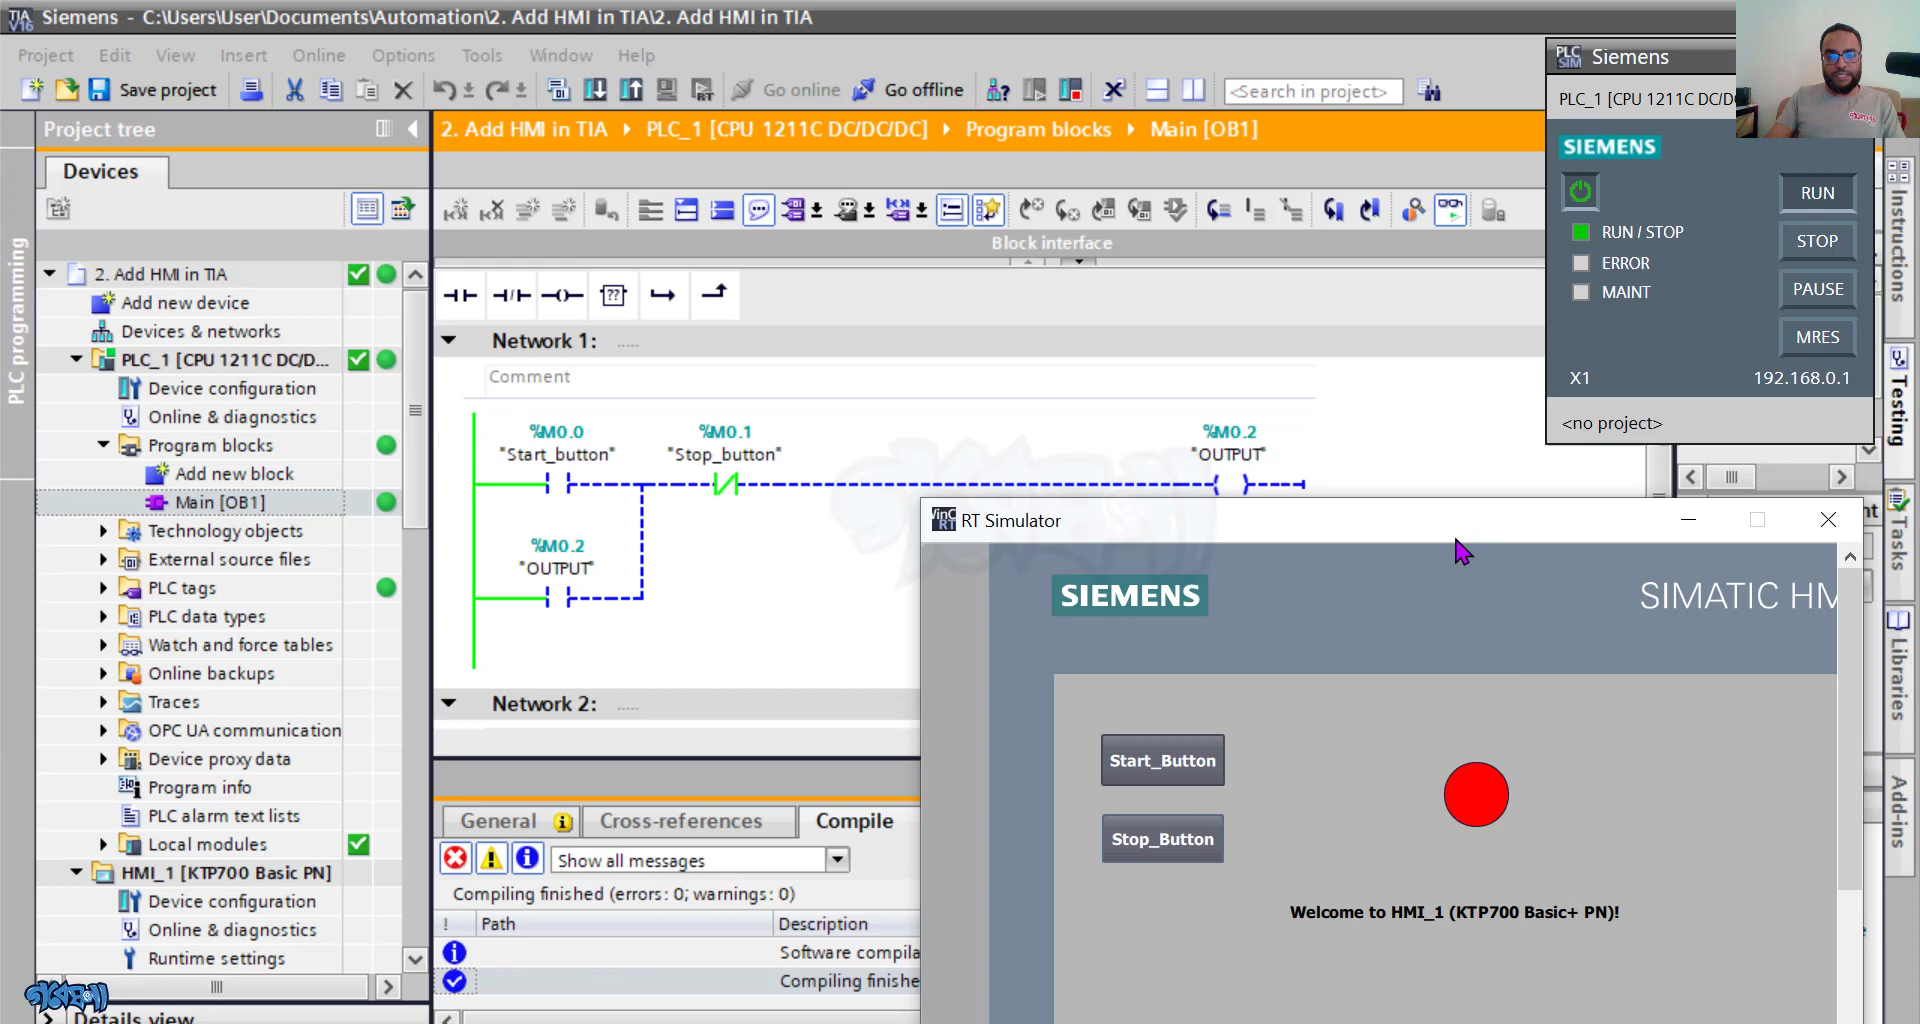 TIA V16 Siemens - C:\Users\User\Documents\Automation\2. Add HMI in TIA\2. Add HMI in TIA
Project Edit View Insert Online Options Tools Window Help
Save project
Go online Go offline
<Search in project>
Project tree
2. Add HMI in TIA PLC_1 [CPU 1211C DC/DC/DC] Program blocks Main [OB1]
Devices
PLC programming
Block interface
2. Add HMI in TIA
Add new device
Devices & networks
PLC_1 [CPU 1211C DC/D...
Device configuration
Online & diagnostics
Program blocks
Add new block
Main [OB1]
Technology objects
External source files
PLC tags
PLC data types
Watch and force tables
Online backups
Traces
OPC UA communication
Device proxy data
Program info
PLC alarm text lists
Local modules
HMI_1 [KTP700 Basic PN]
Device configuration
Online & diagnostics
Runtime settings
Details view
??
Network 1: .....
Comment
%M0.0 %M0.1 %M0.2
"Start_button" "Stop_button" "OUTPUT"
%M0.2
"OUTPUT"
Network 2: .....
General Cross-references Compile
Show all messages
Compiling finished (errors: 0; warnings: 0)
! Path Description
Software compila
Compiling finishe
PLC SIM Siemens
PLC_1 [CPU 1211C DC/D
SIEMENS
RUN
RUN / STOP
STOP
ERROR
MAINT
PAUSE
MRES
X1 192.168.0.1
<no project>
WinC RT RT Simulator
SIEMENS SIMATIC HM
Start_Button
Stop_Button
Welcome to HMI_1 (KTP700 Basic+ PN)!
Instructions
Testing
Tasks
Libraries
Add-ins